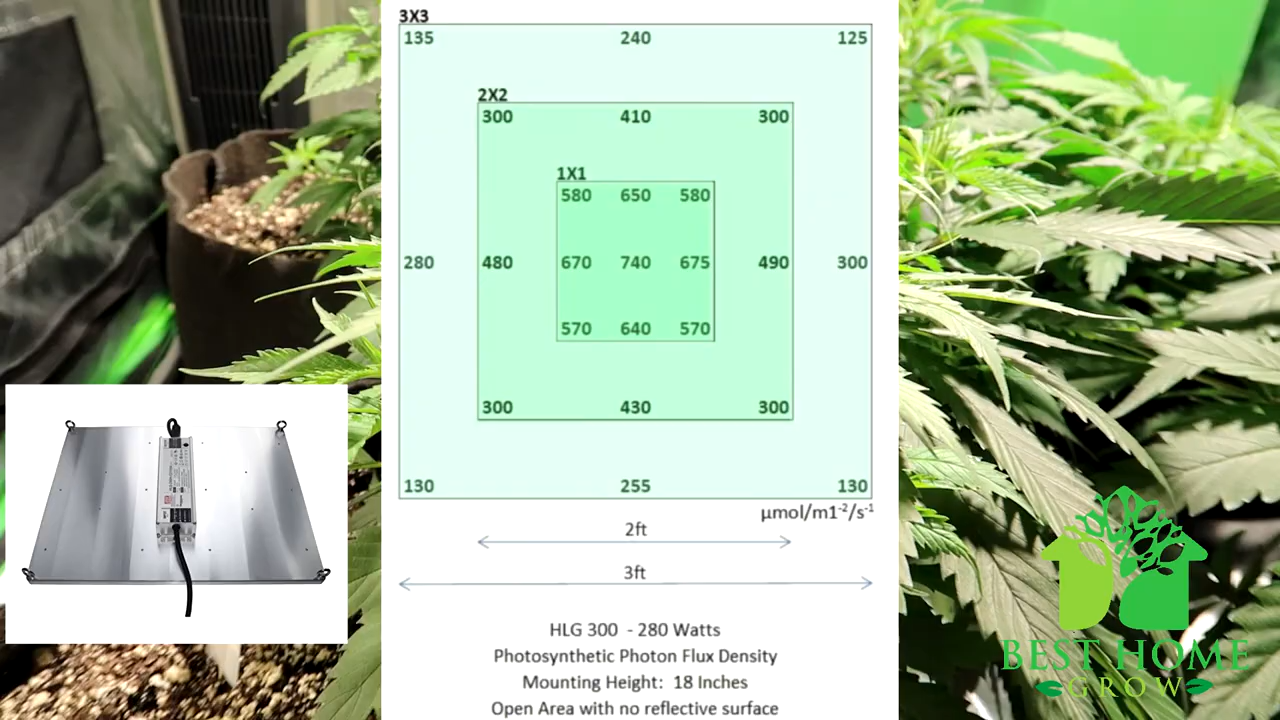 3X3
135 240 125
2X2
300 410 300
1X1
580 650 580
280 480 670 740 675 490 300
570 640 570
300 430 300
130 255 130
µmol/m1⁻²/s⁻¹
2ft
3ft
HLG 300 - 280 Watts
Photosynthetic Photon Flux Density
Mounting Height: 18 Inches
Open Area with no reflective surface
BEST HOME
GROW